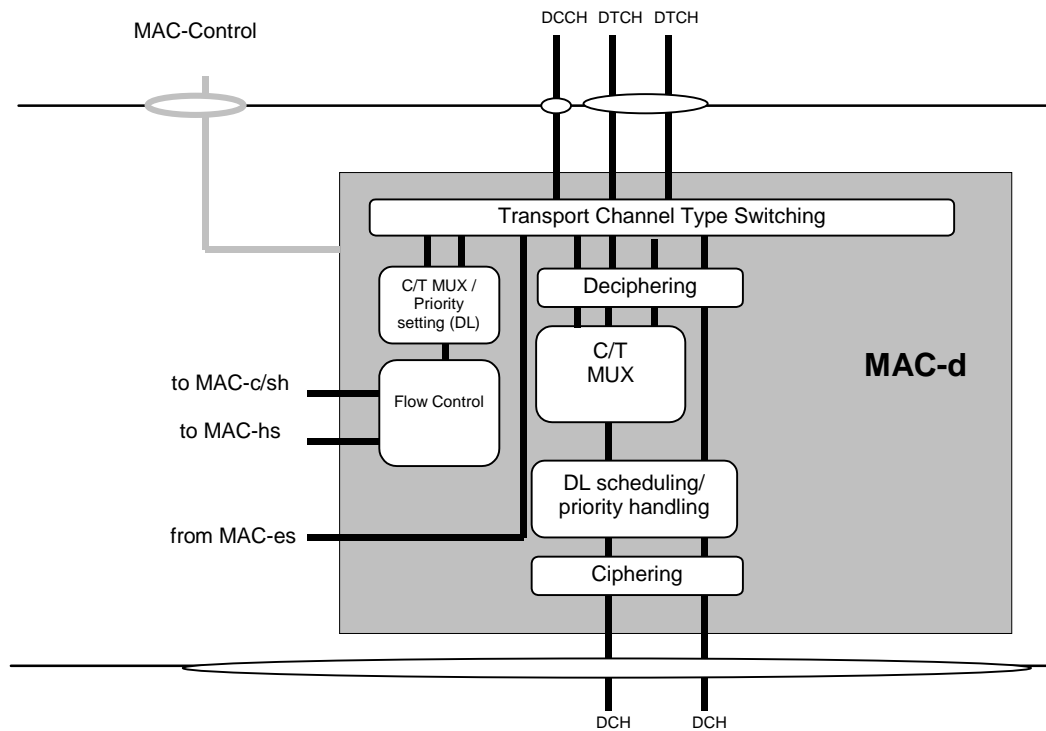 DCCH DTCH DTCH
MAC-Control
Transport Channel Type Switching
C/T MUX /
Priority
setting (DL)
Deciphering
C/T
MUX
MAC-d
to MAC-c/sh
Flow Control
to MAC-hs
DL scheduling/
priority handling
from MAC-es
Ciphering
DCH DCH